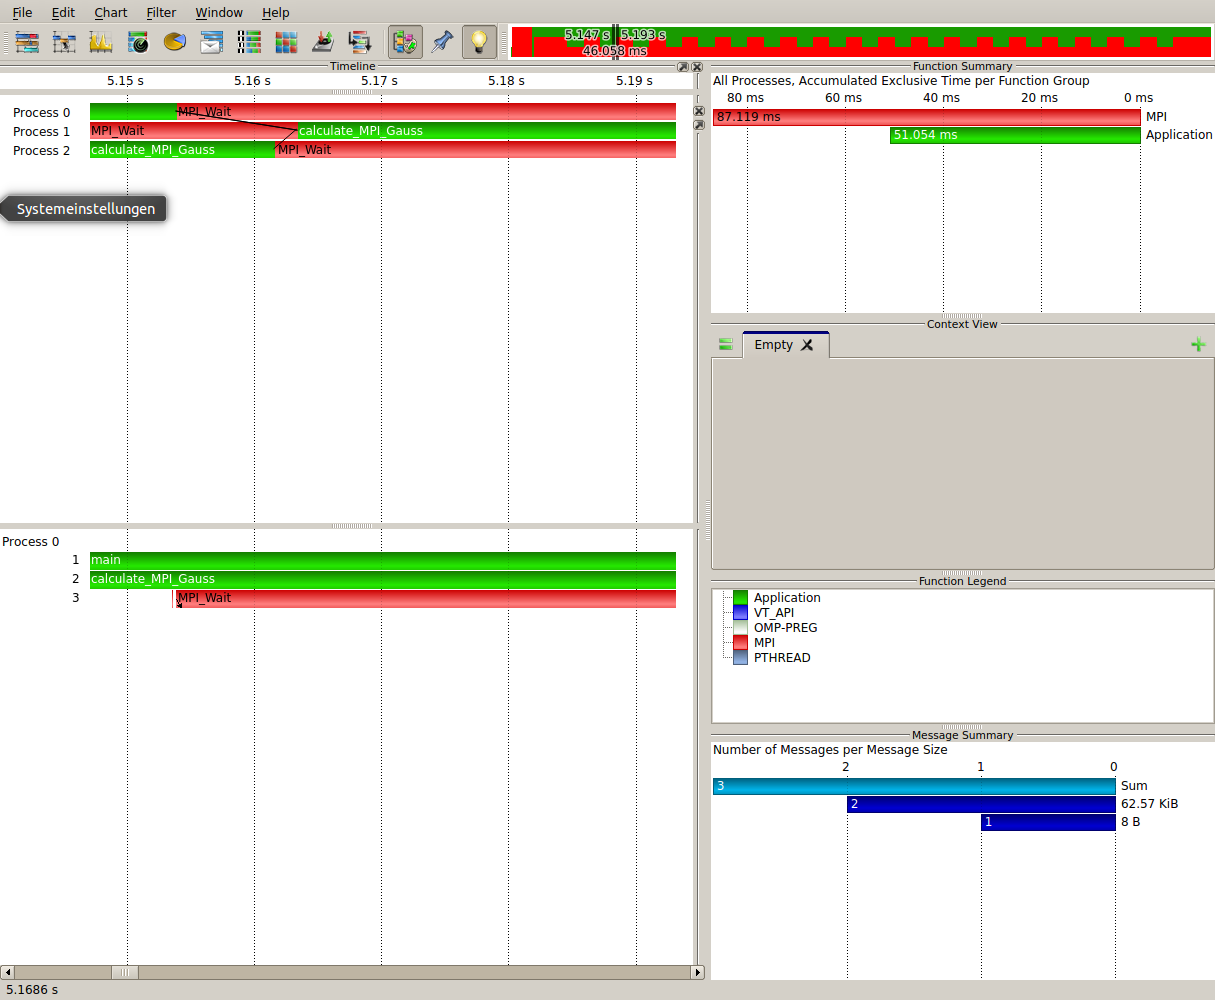 File Edit Chart Filter Window Help
5.147 s 5.193 s
46.058 ms
Timeline
5.15 s 5.16 s 5.17 s 5.18 s 5.19 s
Process 0 MPI_Wait
Process 1 MPI_Wait calculate_MPI_Gauss
Process 2 calculate_MPI_Gauss MPI_Wait
Systemeinstellungen
Process 0
1 main
2 calculate_MPI_Gauss
3 MPI_Wait
5.1686 s
Function Summary
All Processes, Accumulated Exclusive Time per Function Group
80 ms 60 ms 40 ms 20 ms 0 ms
87.119 ms MPI
51.054 ms Application
Context View
Empty
Function Legend
Application
VT_API
OMP-PREG
MPI
PTHREAD
Message Summary
Number of Messages per Message Size
2 1 0
3 Sum
2 62.57 KiB
1 8 B